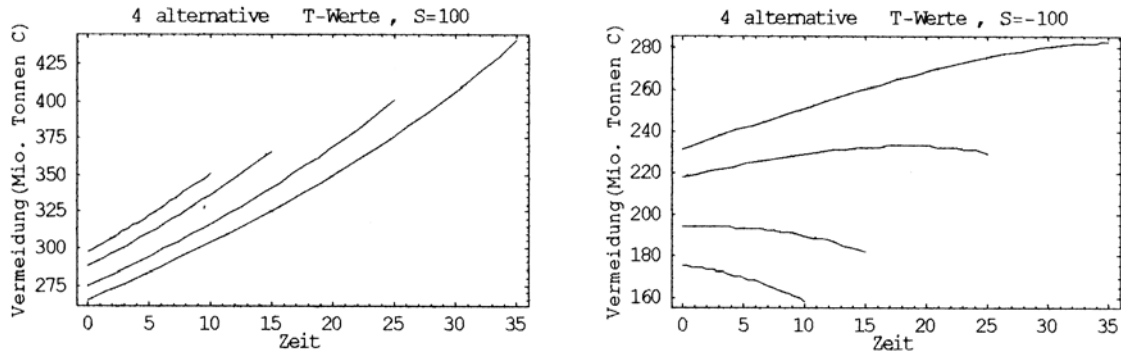 4 alternative T-Werte , S=100
Vermeidung(Mio. Tonnen C)
425
400
375
350
325
300
275
0 5 10 15 20 25 30 35
Zeit
4 alternative T-Werte , S=-100
Vermeidung(Mio. Tonnen C)
280
260
240
220
200
180
160
0 5 10 15 20 25 30 35
Zeit